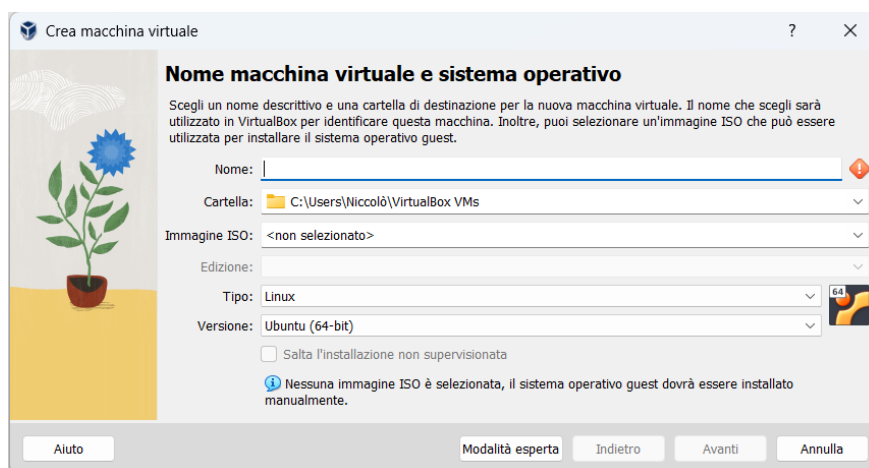 Crea macchina virtuale
?
Nome macchina virtuale e sistema operativo
Scegli un nome descrittivo e una cartella di destinazione per la nuova macchina virtuale. Il nome che scegli sarà
utilizzato in VirtualBox per identificare questa macchina. Inoltre, puoi selezionare un'immagine ISO che può essere
utilizzata per installare il sistema operativo guest.
Nome:
Cartella: C:\Users\Niccolò\VirtualBox VMs
Immagine ISO: <non selezionato>
Edizione:
Tipo: Linux
64
Versione: Ubuntu (64-bit)
Salta l'installazione non supervisionata
Nessuna immagine ISO è selezionata, il sistema operativo guest dovrà essere installato
manualmente.
Aiuto Modalità esperta Indietro Avanti Annulla